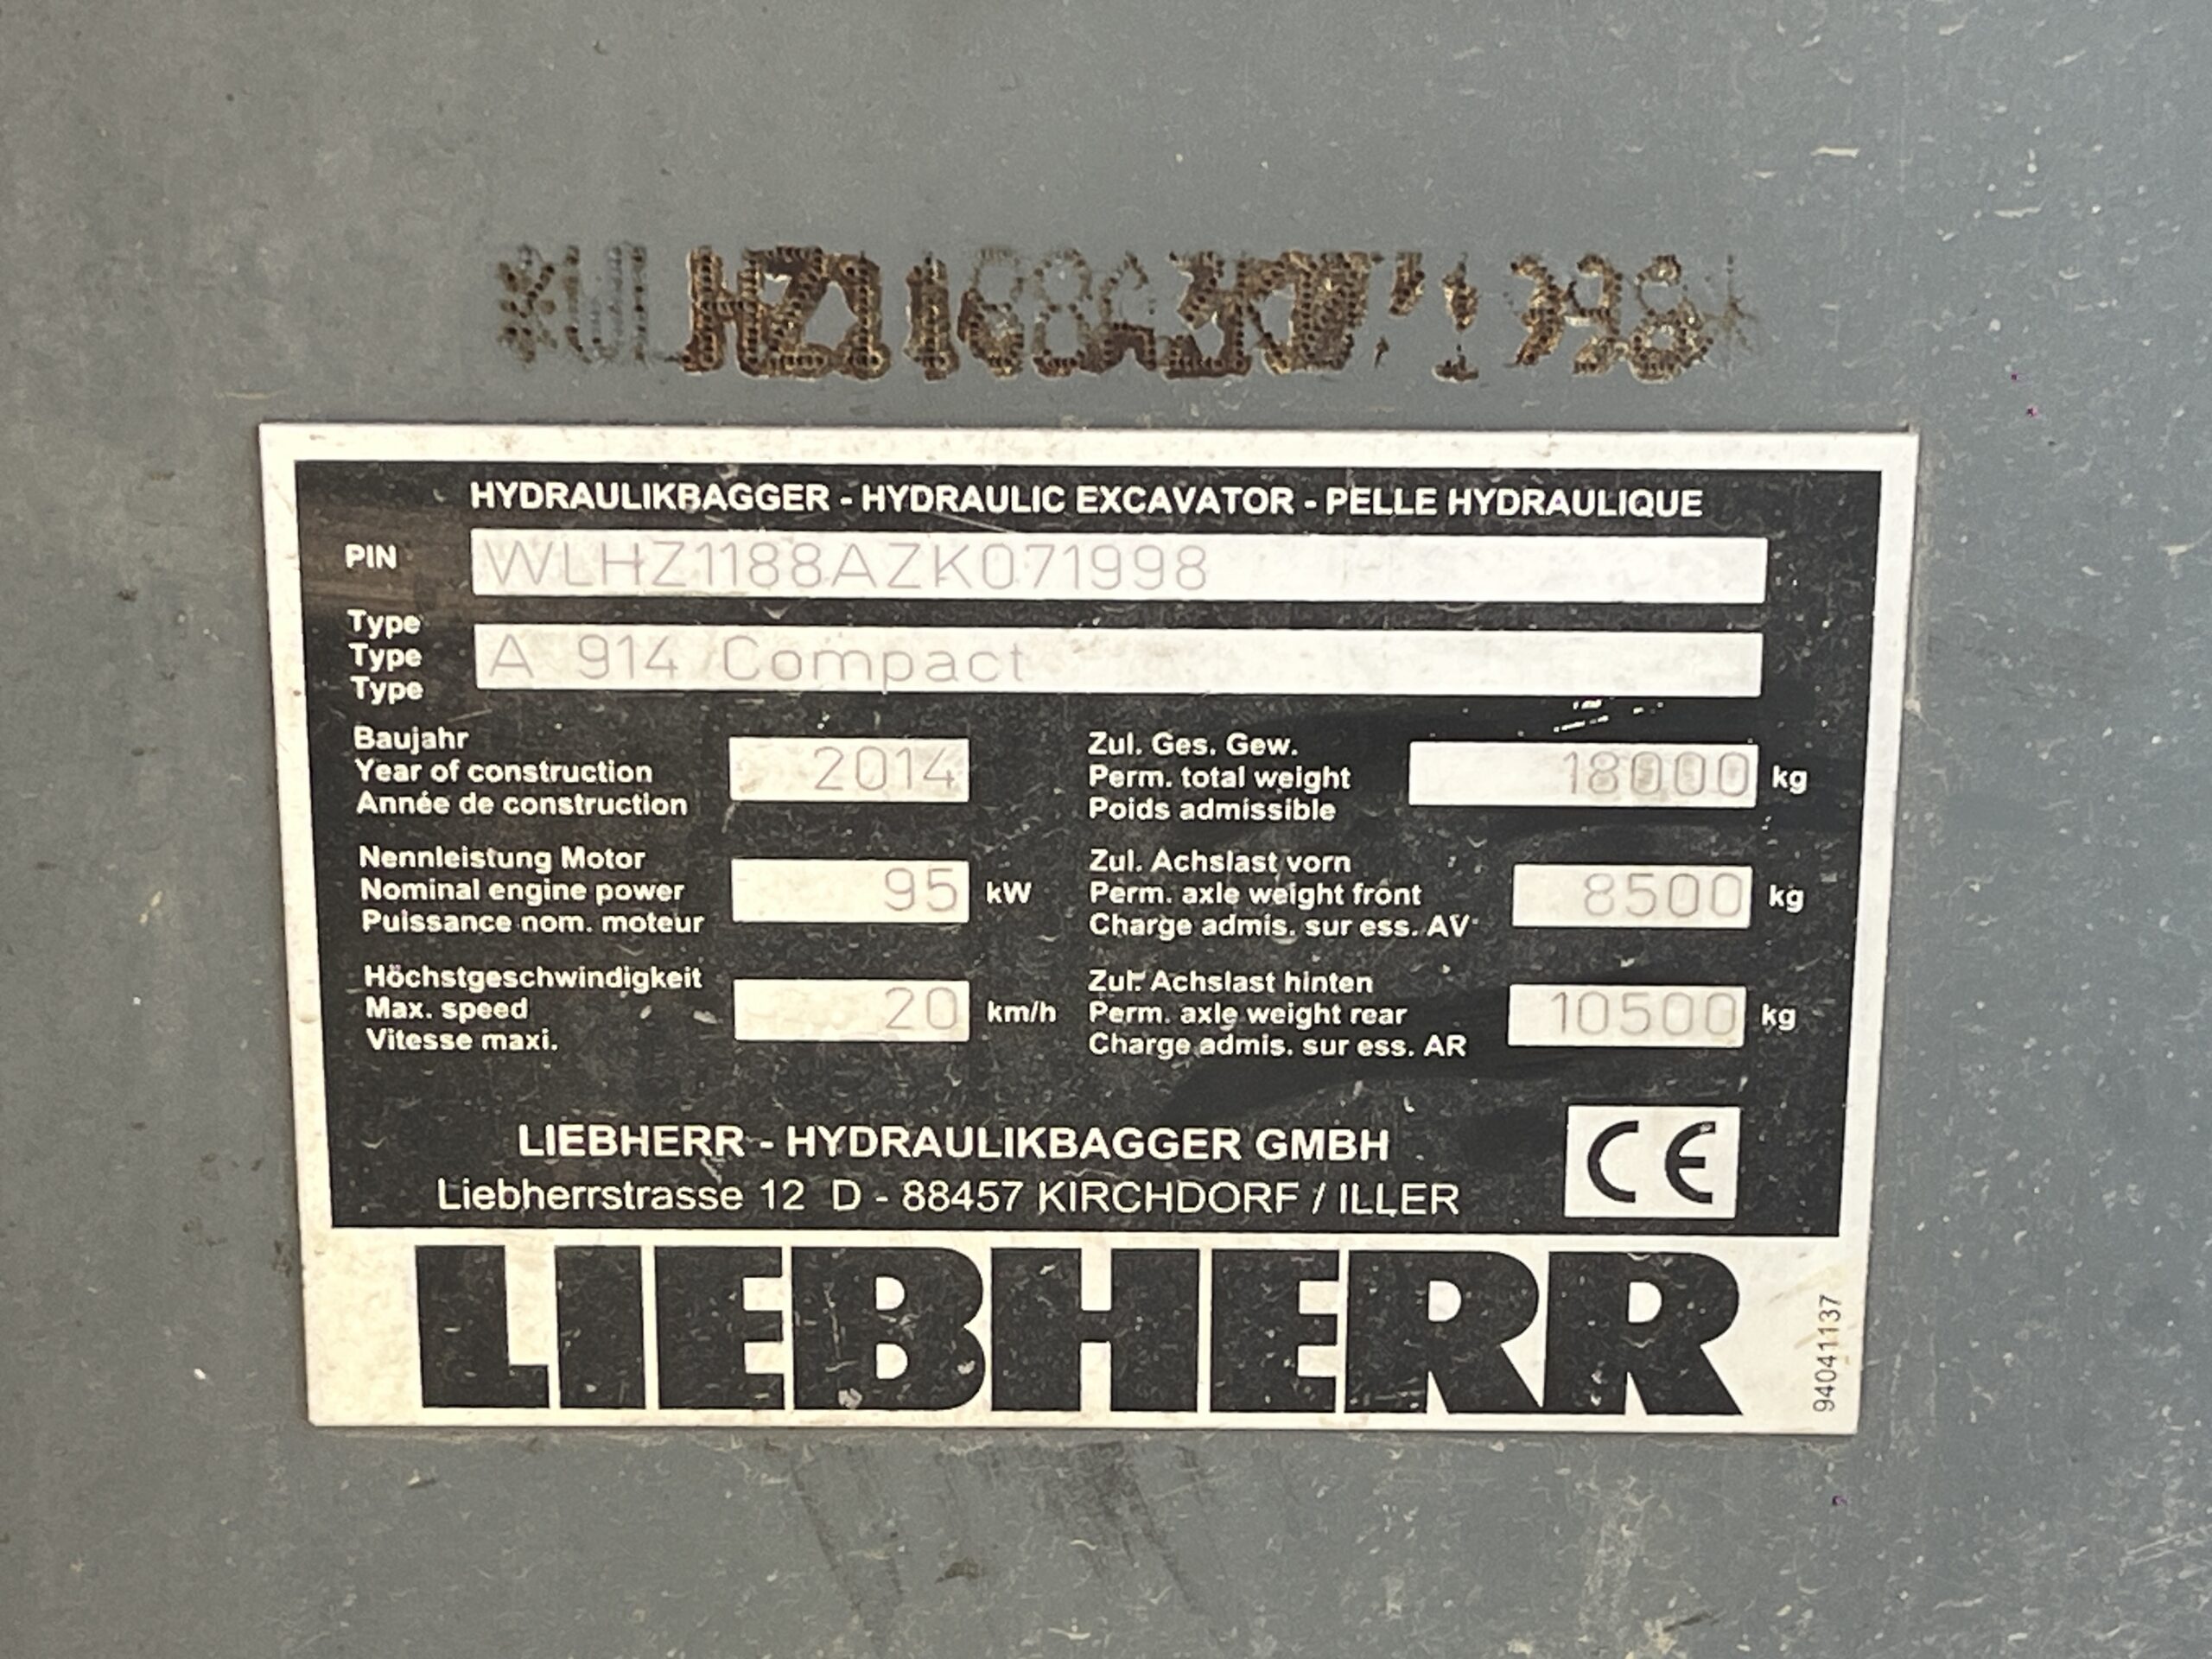 HYDRAULIKBAGGER - HYDRAULIC EXCAVATOR - PELLE HYDRAULIQUE
PIN WLHZ1188AZK071998
Type
Type A 914 Compact
Type
Baujahr
Year of construction 2014
Année de construction
Zul. Ges. Gew.
Perm. total weight 18000 kg
Poids admissible
Nennleistung Motor
Nominal engine power 95 kW
Puissance nom. moteur
Zul. Achslast vorn
Perm. axle weight front 8500 kg
Charge admis. sur ess. AV
Höchstgeschwindigkeit
Max. speed 20 km/h
Vitesse maxi.
Zul. Achslast hinten
Perm. axle weight rear 10500 kg
Charge admis. sur ess. AR
LIEBHERR - HYDRAULIKBAGGER GMBH
Liebherrstrasse 12 D - 88457 KIRCHDORF / ILLER
CE
LIEBHERR
94041137